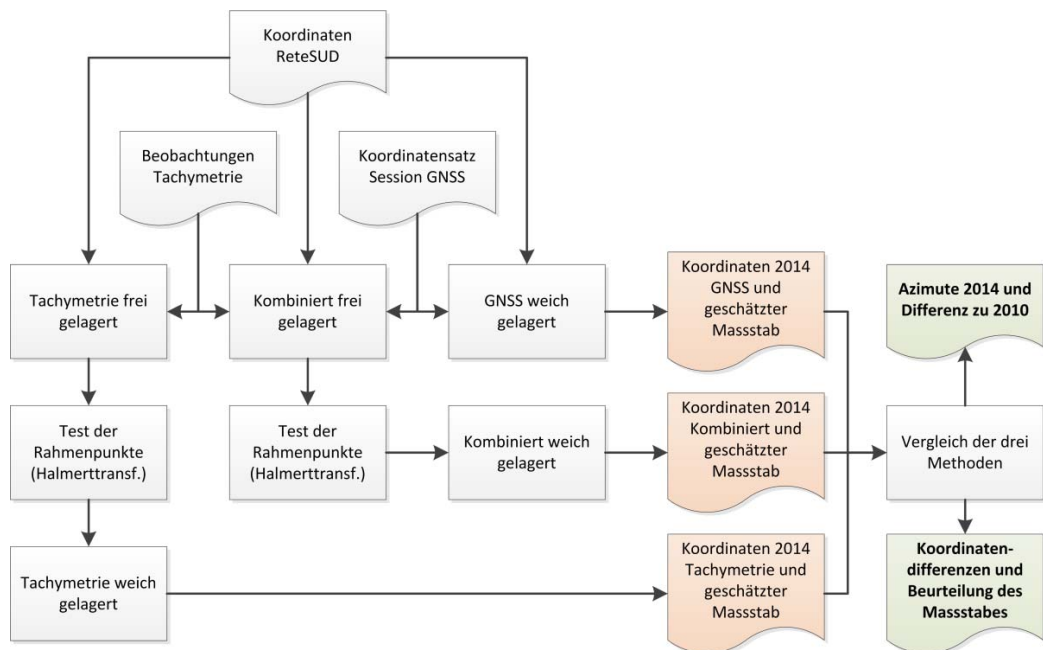 Koordinaten
ReteSUD
Beobachtungen
Tachymetrie
Koordinatensatz
Session GNSS
Tachymetrie frei
gelagert
Kombiniert frei
gelagert
GNSS weich
gelagert
Koordinaten 2014
GNSS und
geschätzter
Massstab
Azimute 2014 und
Differenz zu 2010
Test der
Rahmenpunkte
(Halmerttransf.)
Test der
Rahmenpunkte
(Halmerttransf.)
Kombiniert weich
gelagert
Koordinaten 2014
Kombiniert und
geschätzter
Massstab
Vergleich der drei
Methoden
Tachymetrie weich
gelagert
Koordinaten 2014
Tachymetrie und
geschätzter
Massstab
Koordinaten-
differenzen und
Beurteilung des
Massstabes